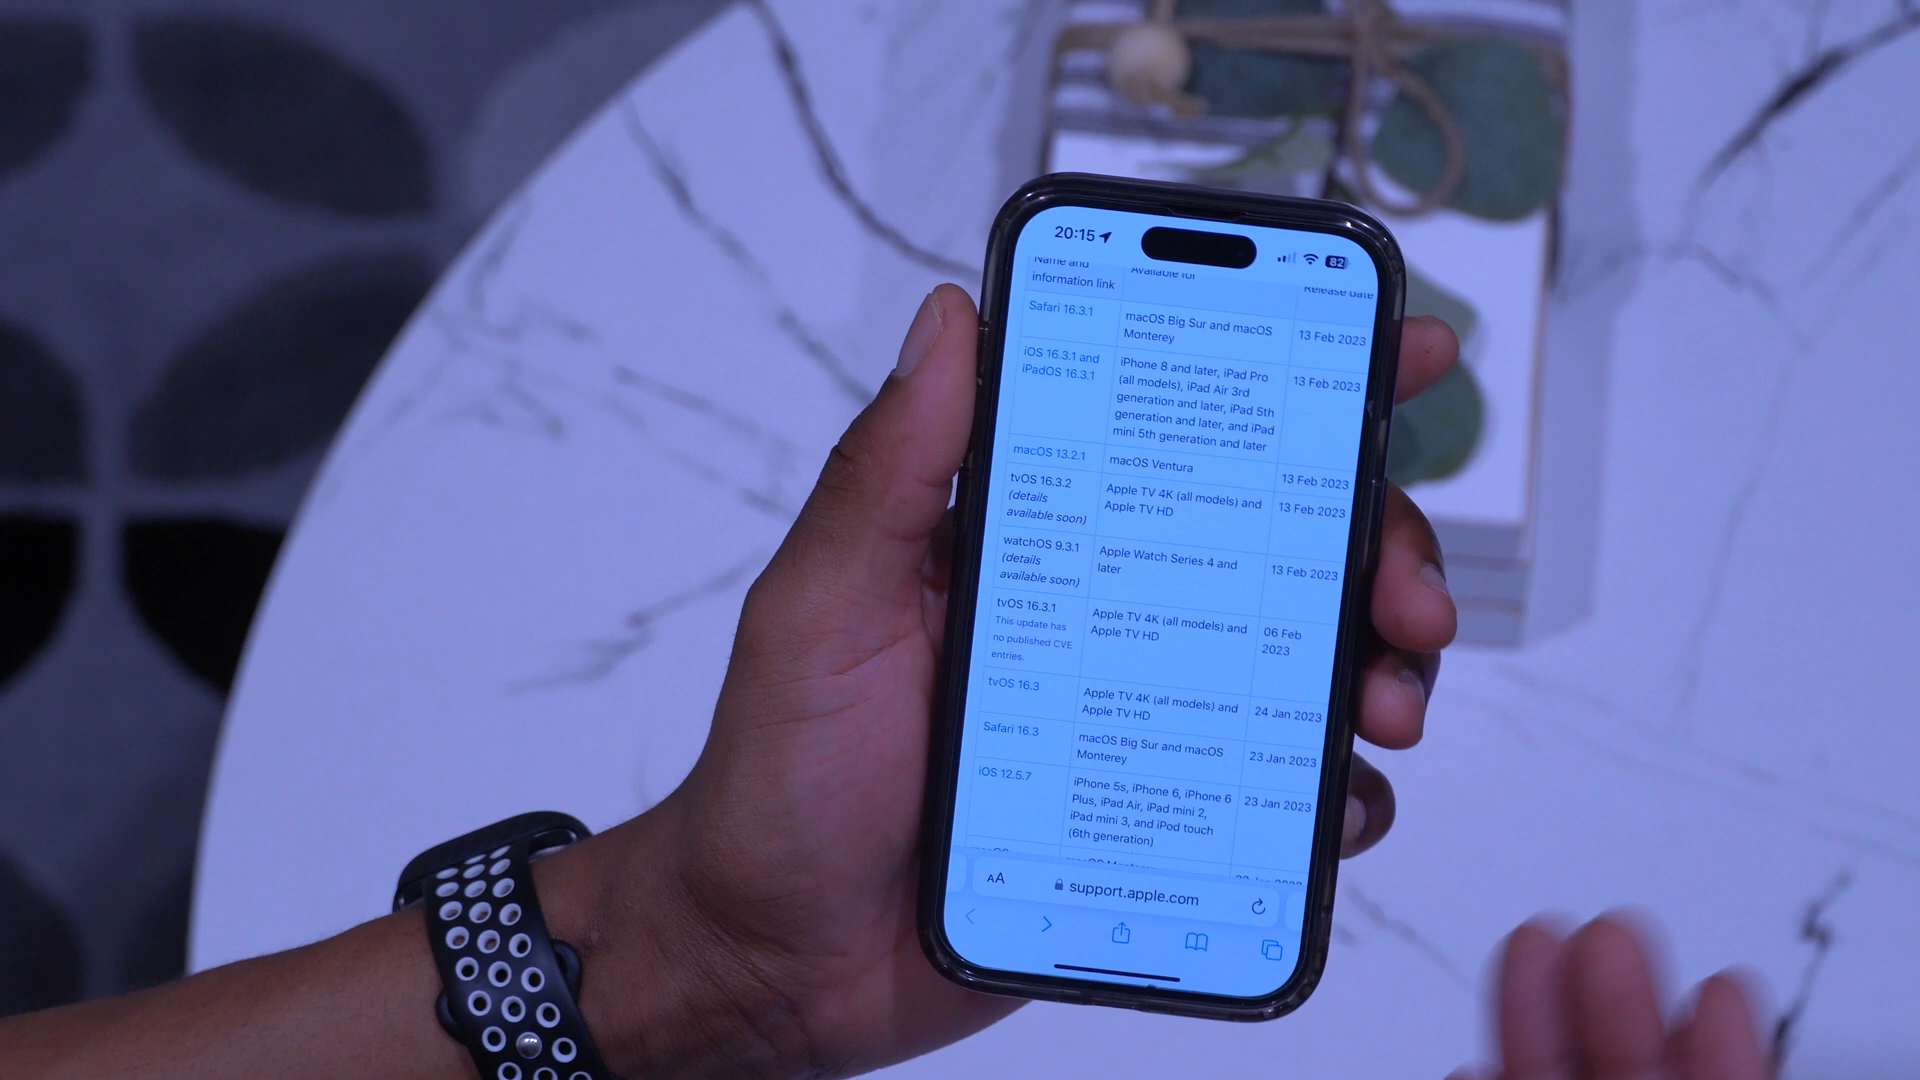 20:15
82
Name and
information link
Available for
Release date
Safari 16.3.1
macOS Big Sur and macOS
Monterey
13 Feb 2023
iOS 16.3.1 and
iPadOS 16.3.1
iPhone 8 and later, iPad Pro
(all models), iPad Air 3rd
generation and later, iPad 5th
generation and later, and iPad
mini 5th generation and later
13 Feb 2023
macOS 13.2.1
macOS Ventura
13 Feb 2023
tvOS 16.3.2
(details
available soon)
Apple TV 4K (all models) and
Apple TV HD
13 Feb 2023
watchOS 9.3.1
(details
available soon)
Apple Watch Series 4 and
later
13 Feb 2023
tvOS 16.3.1
This update has
no published CVE
entries.
Apple TV 4K (all models) and
Apple TV HD
06 Feb
2023
tvOS 16.3
Apple TV 4K (all models) and
Apple TV HD
24 Jan 2023
Safari 16.3
macOS Big Sur and macOS
Monterey
23 Jan 2023
iOS 12.5.7
iPhone 5s, iPhone 6, iPhone 6
Plus, iPad Air, iPad mini 2,
iPad mini 3, and iPod touch
(6th generation)
23 Jan 2023
AA
support.apple.com